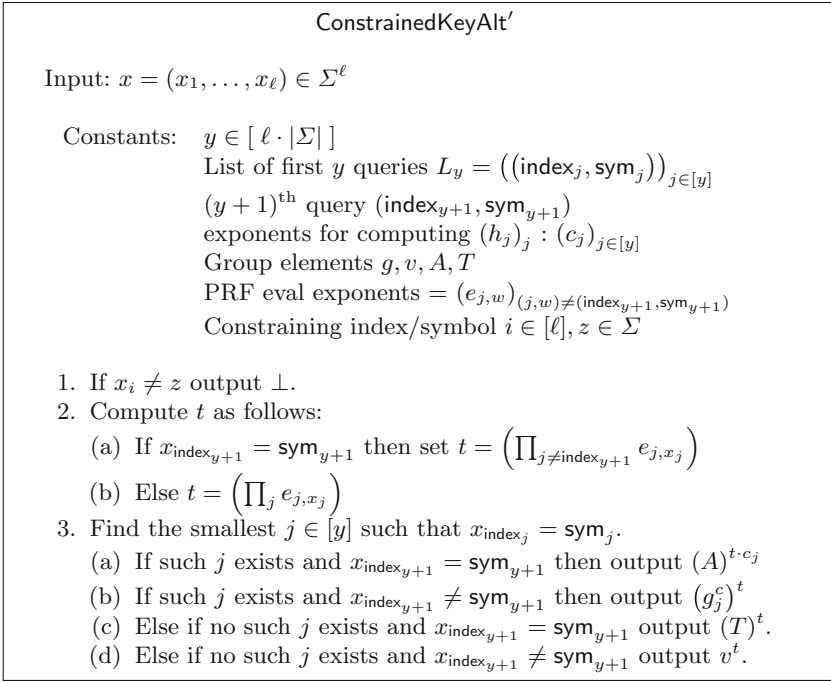 ConstrainedKeyAlt′
Input: x = (x₁, . . . , x_ℓ) ∈ Σ^ℓ
Constants: y ∈ [ ℓ · |Σ| ]
List of first y queries L_y = ((index_j, sym_j))_{j∈[y]}
(y + 1)^th query (index_{y+1}, sym_{y+1})
exponents for computing (h_j)_j : (c_j)_{j∈[y]}
Group elements g, v, A, T
PRF eval exponents = (e_{j,w})_{(j,w)≠(index_{y+1},sym_{y+1})}
Constraining index/symbol i ∈ [ℓ], z ∈ Σ
1. If x_i ≠ z output ⊥.
2. Compute t as follows:
(a) If x_{index_{y+1}} = sym_{y+1} then set t = (∏_{j≠index_{y+1}} e_{j,x_j})
(b) Else t = (∏_j e_{j,x_j})
3. Find the smallest j ∈ [y] such that x_{index_j} = sym_j.
(a) If such j exists and x_{index_{y+1}} = sym_{y+1} then output (A)^{t·c_j}
(b) If such j exists and x_{index_{y+1}} ≠ sym_{y+1} then output (g_j^c)^t
(c) Else if no such j exists and x_{index_{y+1}} = sym_{y+1} output (T)^t.
(d) Else if no such j exists and x_{index_{y+1}} ≠ sym_{y+1} output v^t.